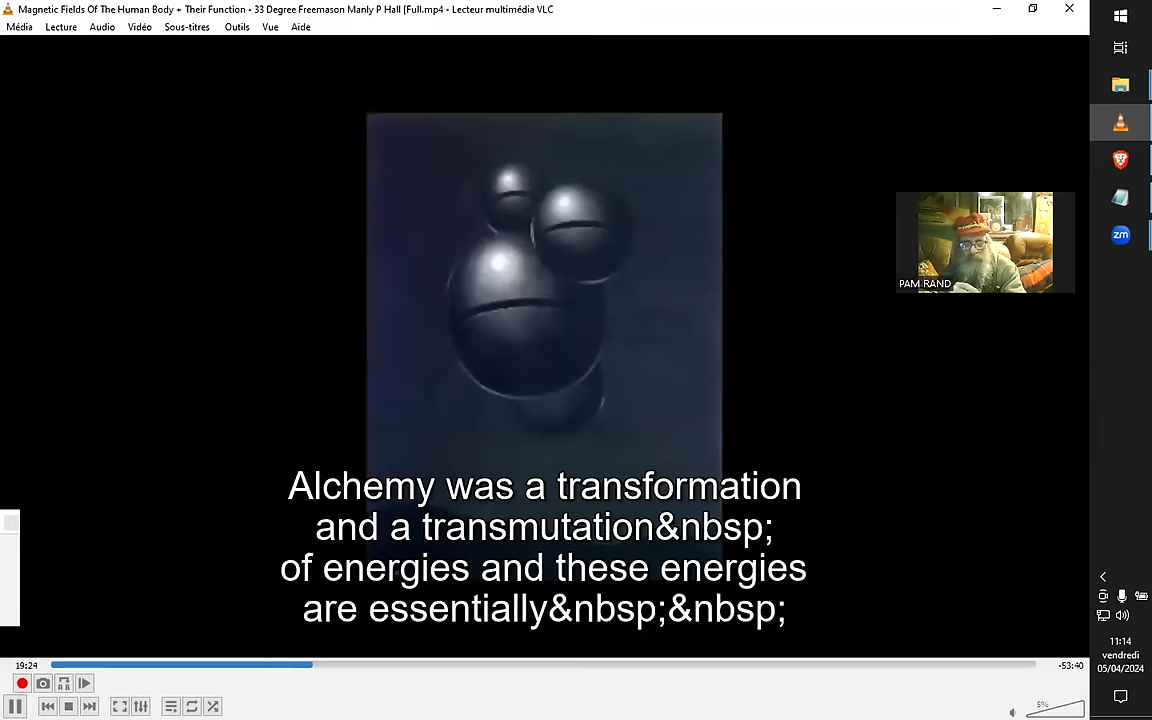 Magnetic Fields Of The Human Body + Their Function - 33 Degree Freemason Manly P Hall [Full.mp4 - Lecteur multimédia VLC
Média Lecture Audio Vidéo Sous-titres Outils Vue Aide
zm
PAM RAND
Alchemy was a transformation
and a transmutation&nbsp;
of energies and these energies
are essentially&nbsp;&nbsp;
19:24
-53:40
5%
11:14
vendredi
05/04/2024